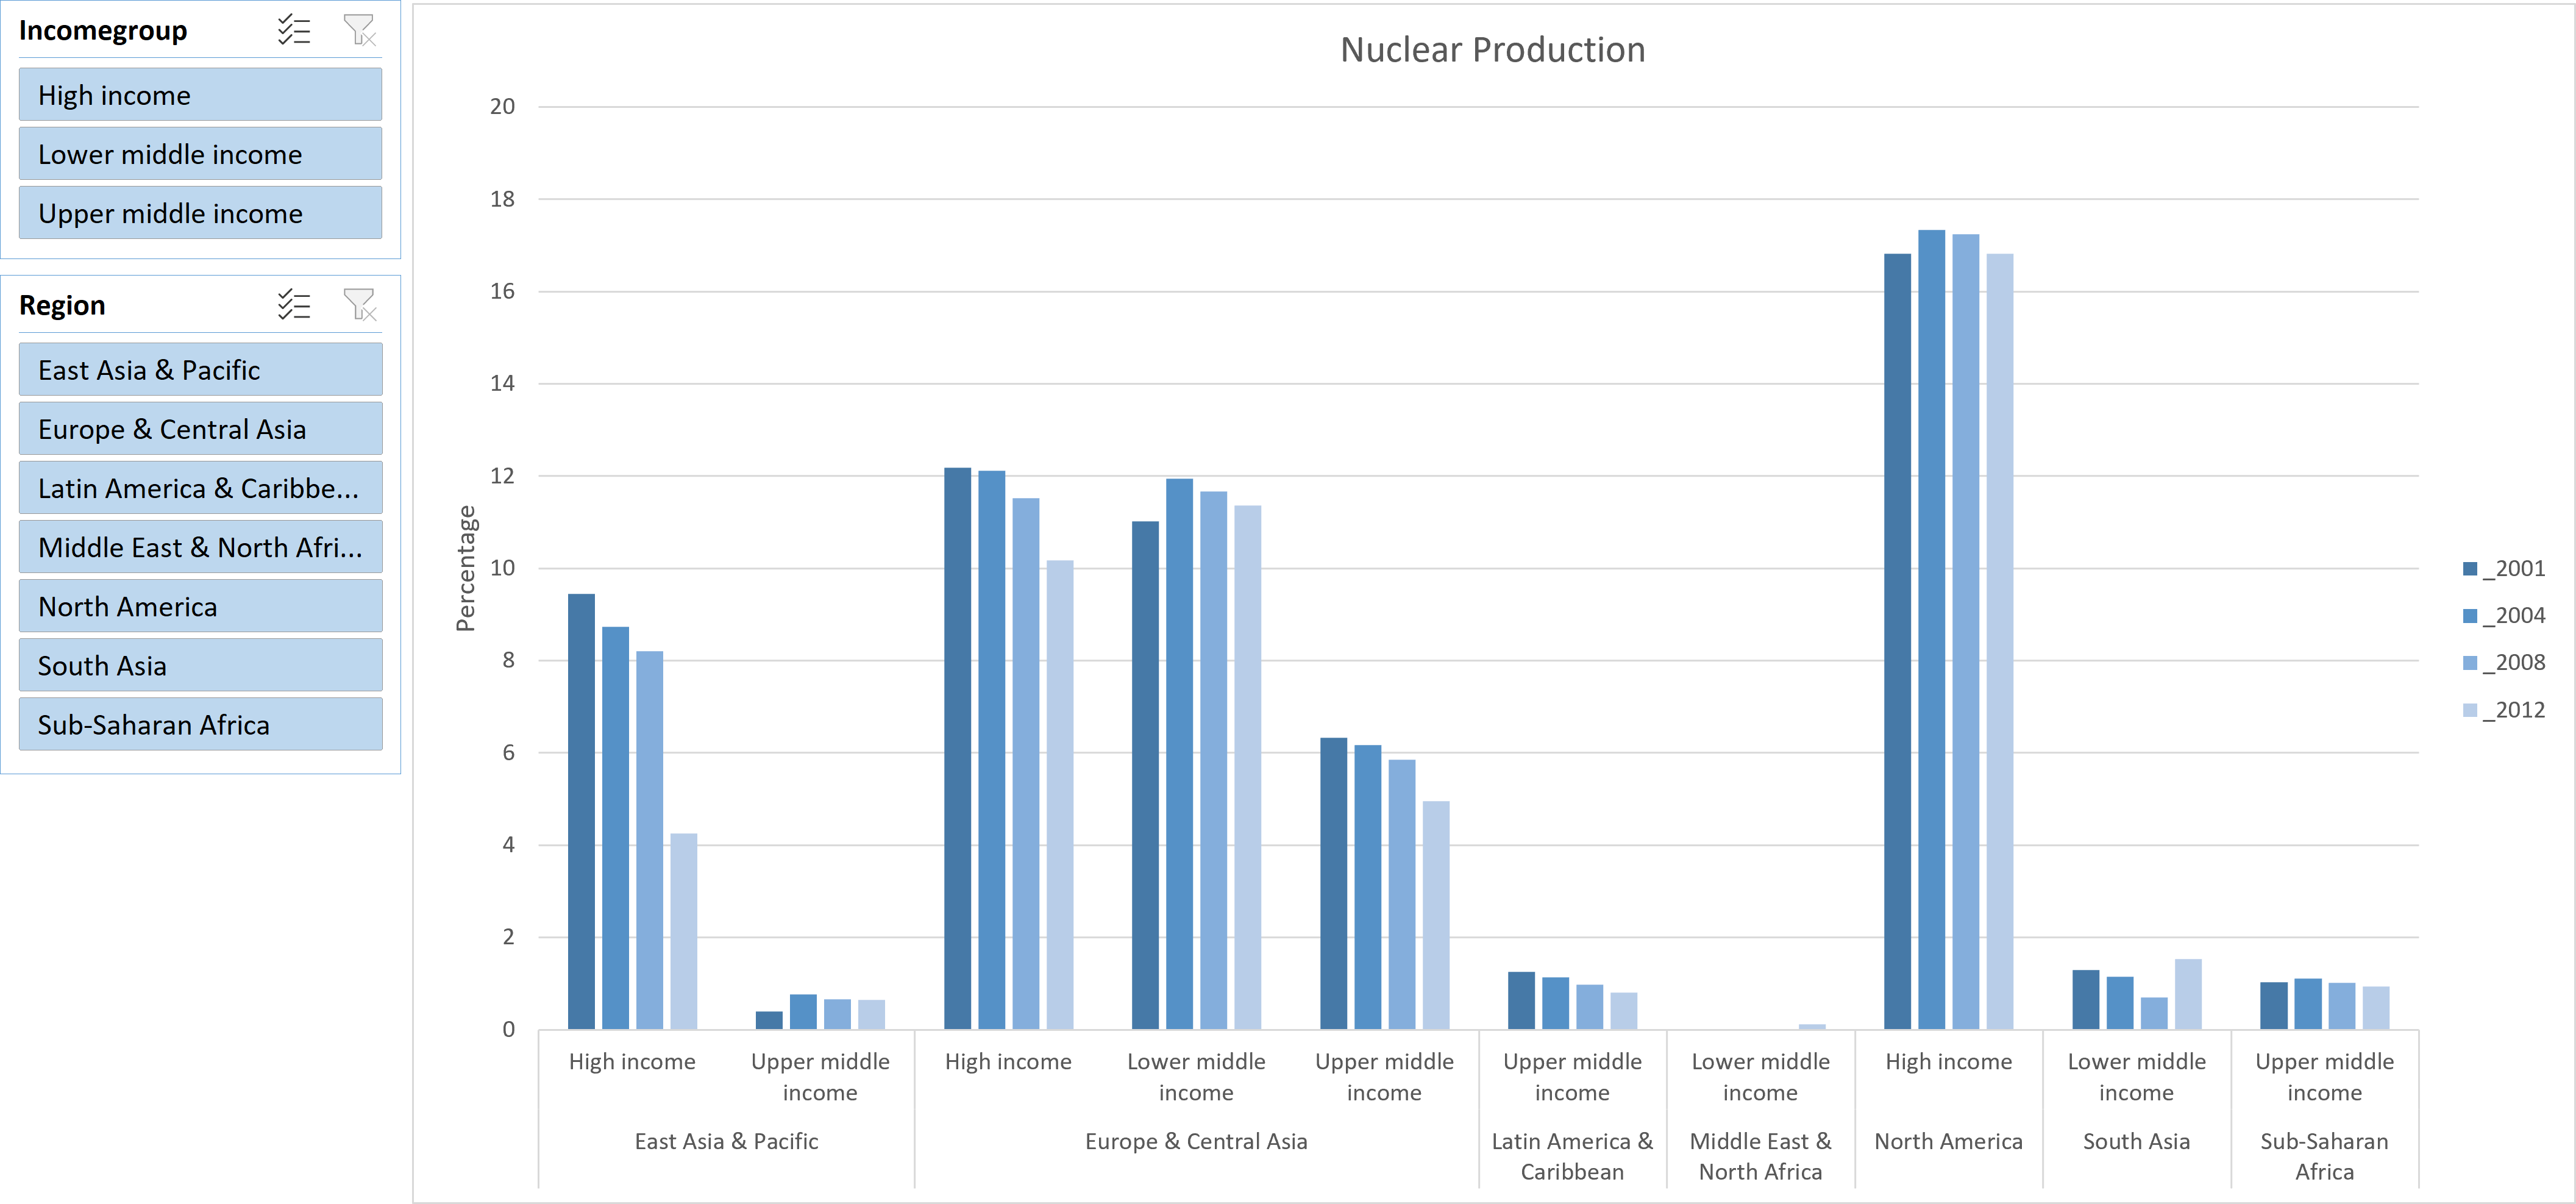 Incomegroup
High income
Lower middle income
Upper middle income
Region
East Asia & Pacific
Europe & Central Asia
Latin America & Caribbe...
Middle East & North Afri...
North America
South Asia
Sub-Saharan Africa
Nuclear Production
Percentage
20
18
16
14
12
10
8
6
4
2
0
High income
Upper middle
income
High income
Lower middle
income
Upper middle
income
Upper middle
income
Lower middle
income
High income
Lower middle
income
Upper middle
income
East Asia & Pacific
Europe & Central Asia
Latin America &
Caribbean
Middle East &
North Africa
North America
South Asia
Sub-Saharan
Africa
_2001
_2004
_2008
_2012